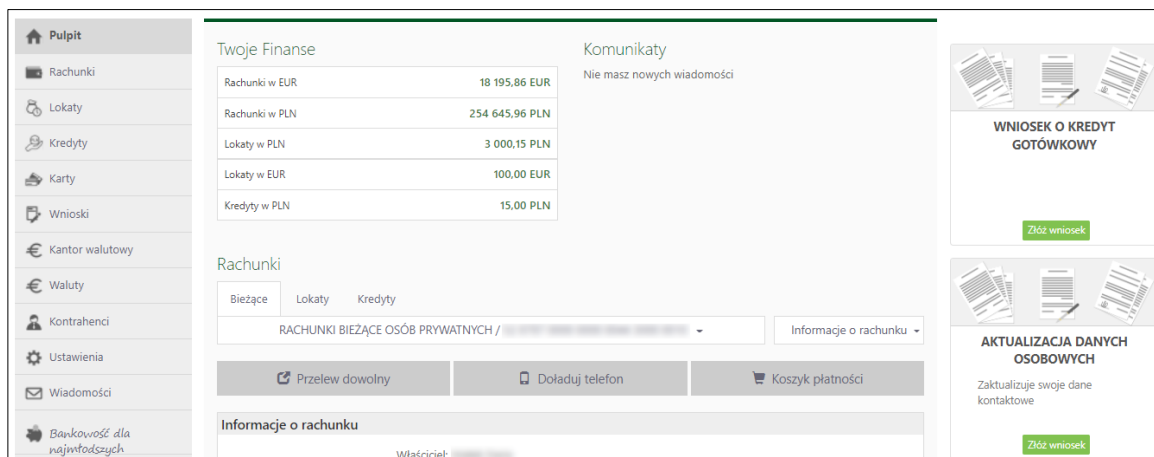 Pulpit
Rachunki
Lokaty
Kredyty
Karty
Wnioski
Kantor walutowy
Waluty
Kontrahenci
Ustawienia
Wiadomości
Bankowość dla
najmłodszych
Twoje Finanse
Rachunki w EUR 18 195,86 EUR
Rachunki w PLN 254 645,96 PLN
Lokaty w PLN 3 000,15 PLN
Lokaty w EUR 100,00 EUR
Kredyty w PLN 15,00 PLN
Komunikaty
Nie masz nowych wiadomości
Rachunki
Bieżące Lokaty Kredyty
RACHUNKI BIEŻĄCE OSÓB PRYWATNYCH /
Informacje o rachunku
Przelew dowolny Doładuj telefon Koszyk płatności
Informacje o rachunku
Właściciel:
WNIOSEK O KREDYT
GOTÓWKOWY
Złóż wniosek
AKTUALIZACJA DANYCH
OSOBOWYCH
Zaktualizuje swoje dane
kontaktowe
Złóż wniosek